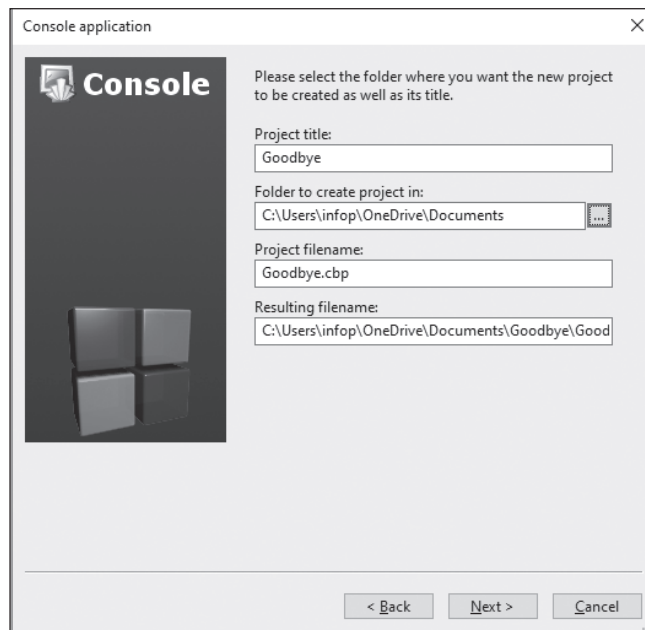 Console application
Console
Please select the folder where you want the new project
to be created as well as its title.
Project title:
Goodbye
Folder to create project in:
C:\Users\infop\OneDrive\Documents
...
Project filename:
Goodbye.cbp
Resulting filename:
C:\Users\infop\OneDrive\Documents\Goodbye\Good
< Back
Next >
Cancel